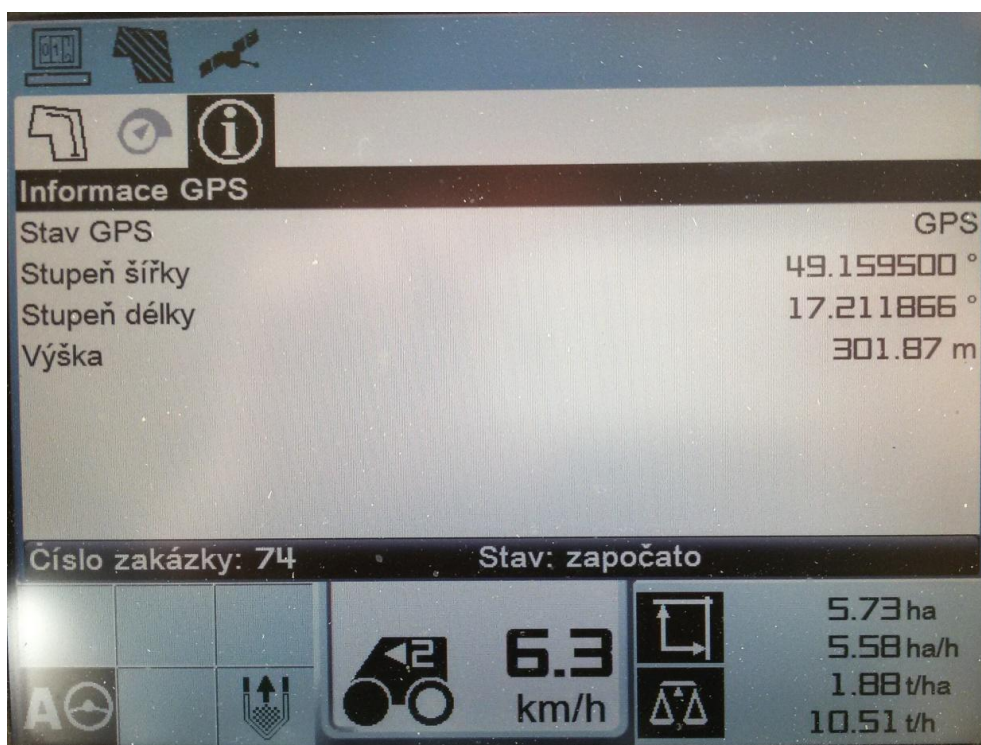 Informace GPS
Stav GPS GPS
Stupeň šířky 49.159500 °
Stupeň délky 17.211866 °
Výška 301.87 m
Číslo zakázky: 74 Stav: započato
2 6.3 km/h
5.73 ha
5.58 ha/h
1.88 t/ha
10.51 t/h
A